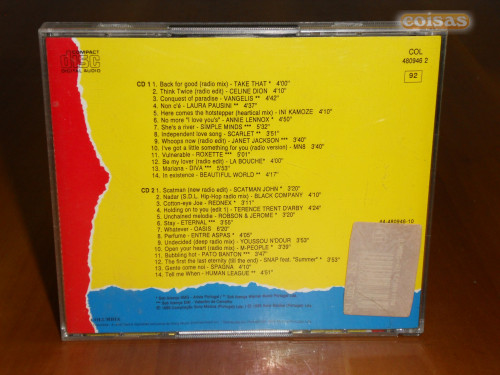 coisas
COMPACT
disc
DIGITAL AUDIO
COL
480946 2
92
CD 1 1. Back for good (radio mix) - TAKE THAT * 4'00"
2. Think Twice (radio edit) - CELINE DION * 4'10"
3. Conquest of paradise - VANGELIS ** 4'42"
4. Non c'é - LAURA PAUSINI ** 4'10"
5. Here comes the hotstepper (heartical mix) - INI KAMOZE * 4'10"
6. No more "I love you's" - ANNIE LENNOX * 4'50"
7. She's a river - SIMPLE MINDS * 5'32"
8. Independent love song - SCARLET ** 3'51"
9. Whoops now (radio edit) - JANET JACKSON *** 3'40"
10. I've got a little something for you (radio version) - MN8 3'40"
11. Vulnerable - ROXETTE *** 4'30"
12. Be my lover (radio edit) - LA BOUCHE* 4'00"
13. Mariana - DIVA *** 5'53"
14. In existence - BEAUTIFUL WORLD ** 4'21"
CD 2 1. Scatman (new radio edit) - SCATMAN JOHN * 3'20"
2. Nadar (S.D.L. Hip-Hop radio mix) - BLACK COMPANY 4'10"
3. Cotton-eye Joe - REDNEX * 3'10"
4. Holding on to you (edit 1) - TERENCE TRENT D'ARBY 4'24"
5. Unchained melody - ROBSON & JEROME * 3'20"
6. Stay - ETERNAL *** 3'55"
7. Whatever - OASIS 6'20"
8. Perfume - ENTRE ASPAS * 3'40"
9. Undecided (deep radio mix) - YOUSSOU N'DOUR 3'50"
10. Open your heart (radio mix) - M-PEOPLE * 3'30"
11. Bubbling hot - PATO BANTON *** 3'47"
12. The first the last eternity (till the end) - SNAP feat. "Summer" * 3'53"
13. Gente come noi - SPAGNA 4'10"
14. Tell me When - HUMAN LEAGUE ** 4'51"